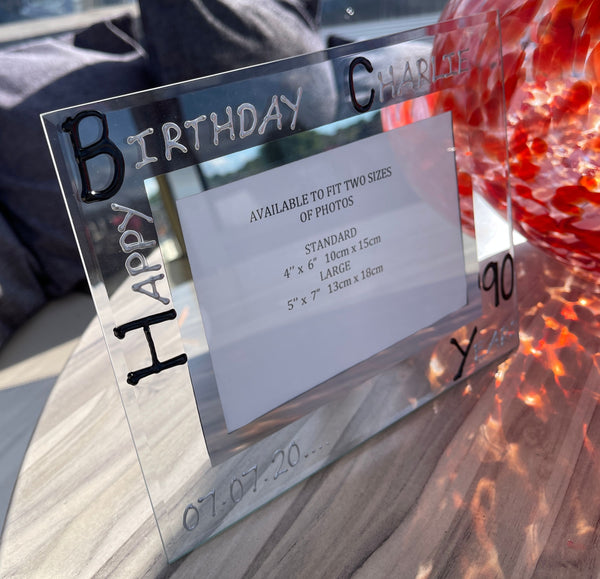 HAPPY
BIRTHDAY CHARLIE
AVAILABLE TO FIT TWO SIZES
OF PHOTOS
STANDARD
4" x 6" 10cm x 15cm
LARGE
5" x 7" 13cm x 18cm
90
07.07.20....